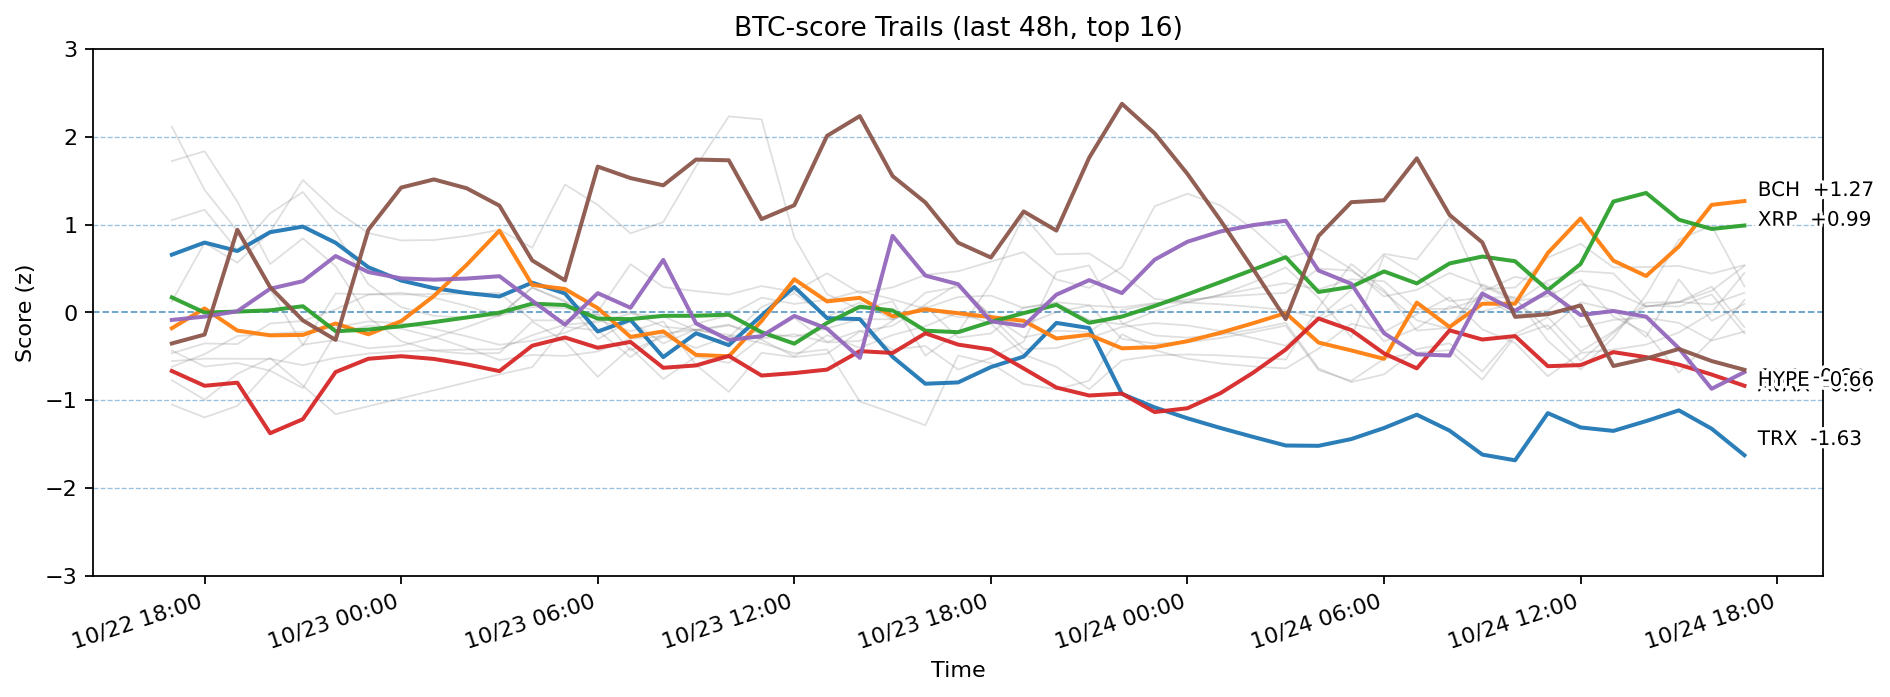 BTC-score Trails (last 48h, top 16)
Score (z)
3
2
1
0
−1
−2
−3
BCH +1.27
XRP +0.99
HYPE -0.66
TRX -1.63
10/22 18:00
10/23 00:00
10/23 06:00
10/23 12:00
10/23 18:00
10/24 00:00
10/24 06:00
10/24 12:00
10/24 18:00
Time